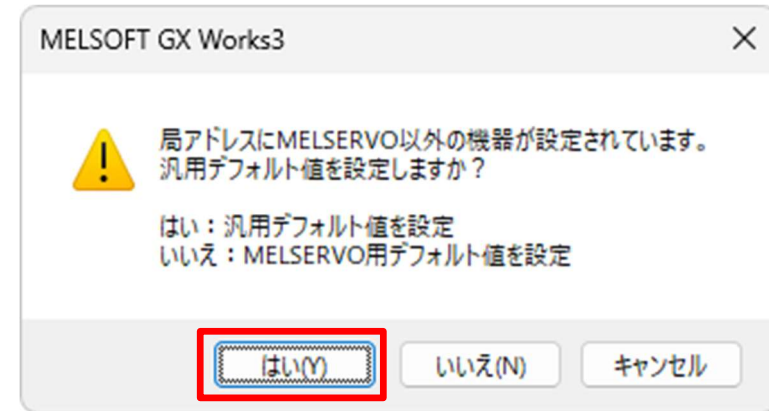 MELSOFT GX Works3
局アドレスにMELSERVO以外の機器が設定されています。
汎用デフォルト値を設定しますか？
はい：汎用デフォルト値を設定
いいえ：MELSERVO用デフォルト値を設定
はい(Y) いいえ(N) キャンセル